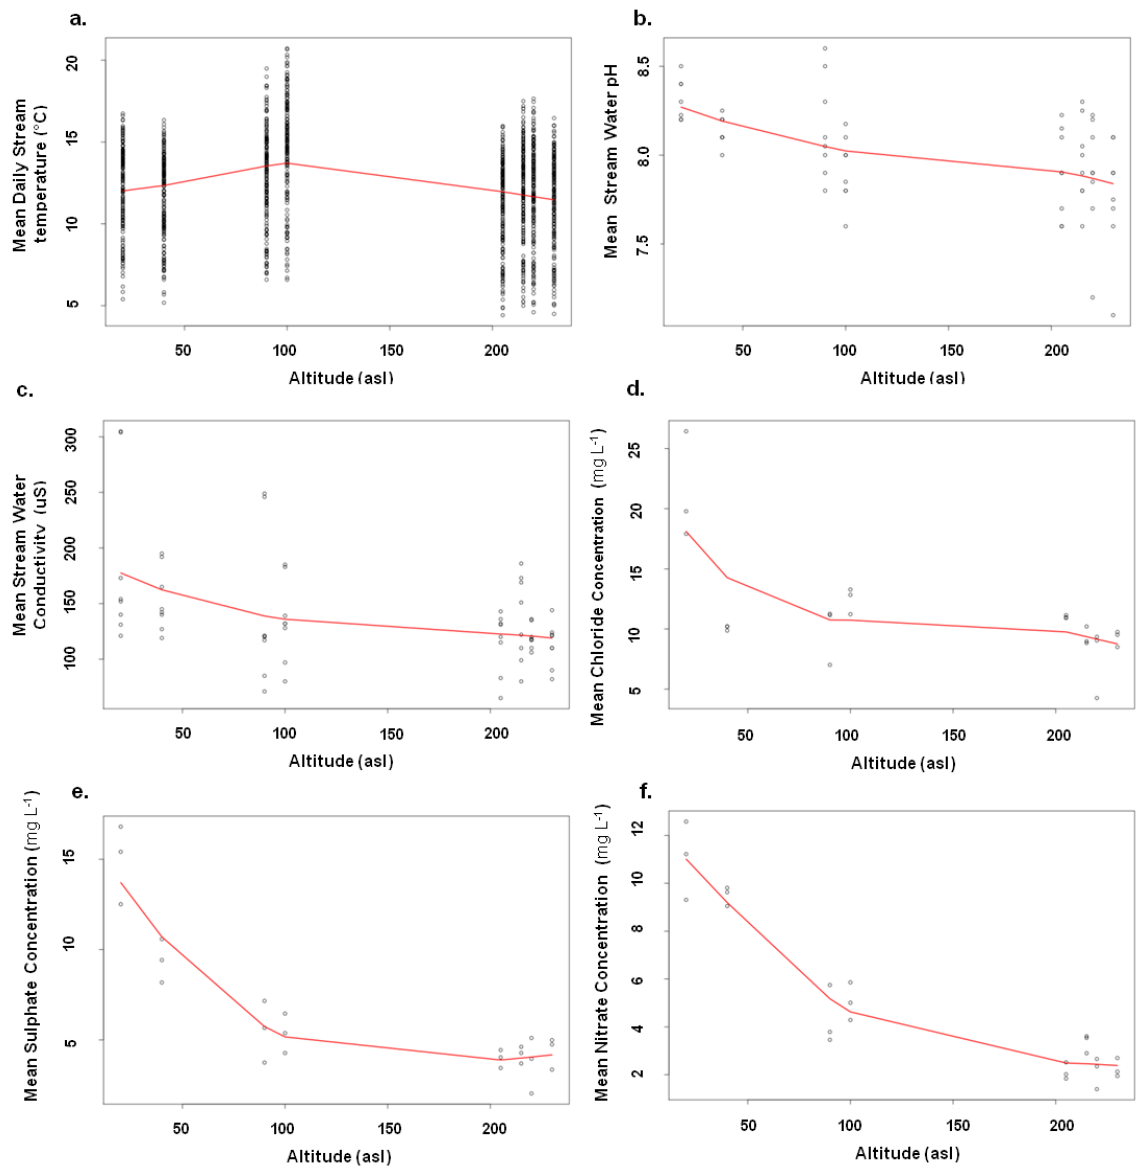 a.
Mean Daily Stream
temperature (°C)
20
15
10
5
50
100
200
Altitude (asl)
b.
Mean Stream Water pH
8.5
8.0
7.5
50
100
200
Altitude (asl)
c.
Mean Stream Water
Conductivity (uS)
300
250
200
150
100
50
100
150
200
Altitude (asl)
d.
Mean Chloride Concentration (mg L-1)
25
20
15
10
5
50
100
150
200
Altitude (asl)
e.
Mean Sulphate Concentration (mg L-1)
15
10
5
50
100
150
200
Altitude (asl)
f.
Mean Nitrate Concentration (mg L-1)
12
10
8
6
4
2
50
100
150
200
Altitude (asl)